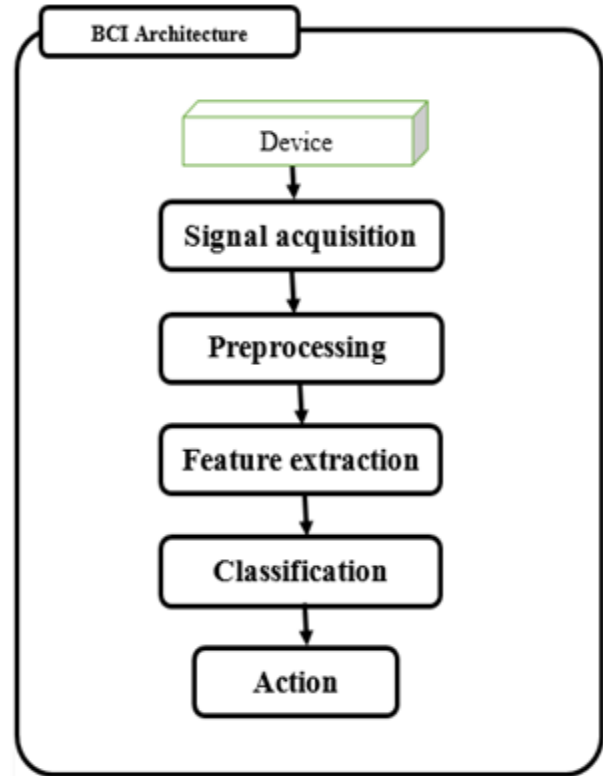 BCI Architecture
Device
Signal acquisition
Preprocessing
Feature extraction
Classification
Action